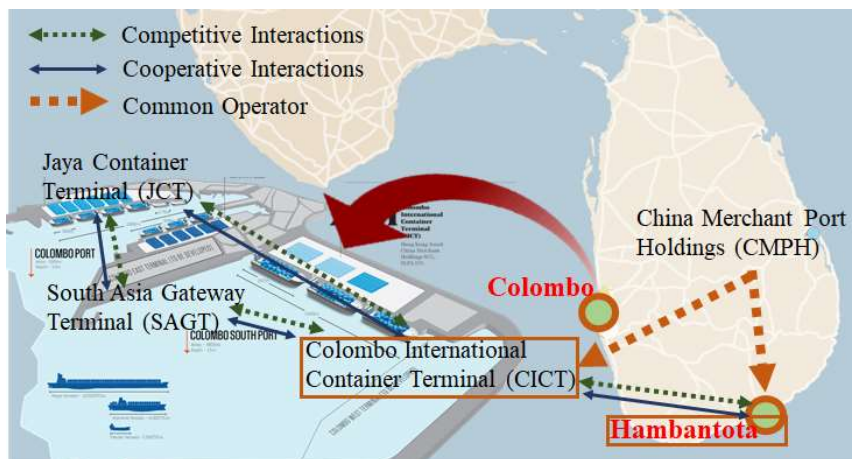 Competitive Interactions
Cooperative Interactions
Common Operator
Jaya Container
Terminal (JCT)
Colombo
International
Container
Terminal
(CICT)
China Merchant Port
Holdings (CMPH)
COLOMBO PORT
Colombo
South Asia Gateway
Terminal (SAGT)
COLOMBO SOUTH PORT
Colombo International
Container Terminal (CICT)
Hambantota